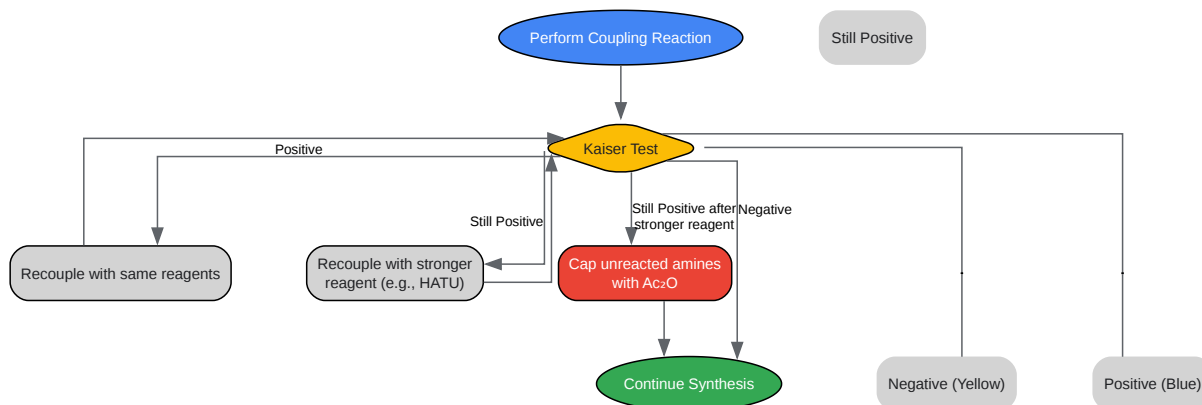 Perform Coupling Reaction
Still Positive
Kaiser Test
Positive
Still Positive
Still Positive after
stronger reagent
Negative
Recouple with same reagents
Recouple with stronger
reagent (e.g., HATU)
Cap unreacted amines
with Ac₂O
Continue Synthesis
Negative (Yellow)
Positive (Blue)